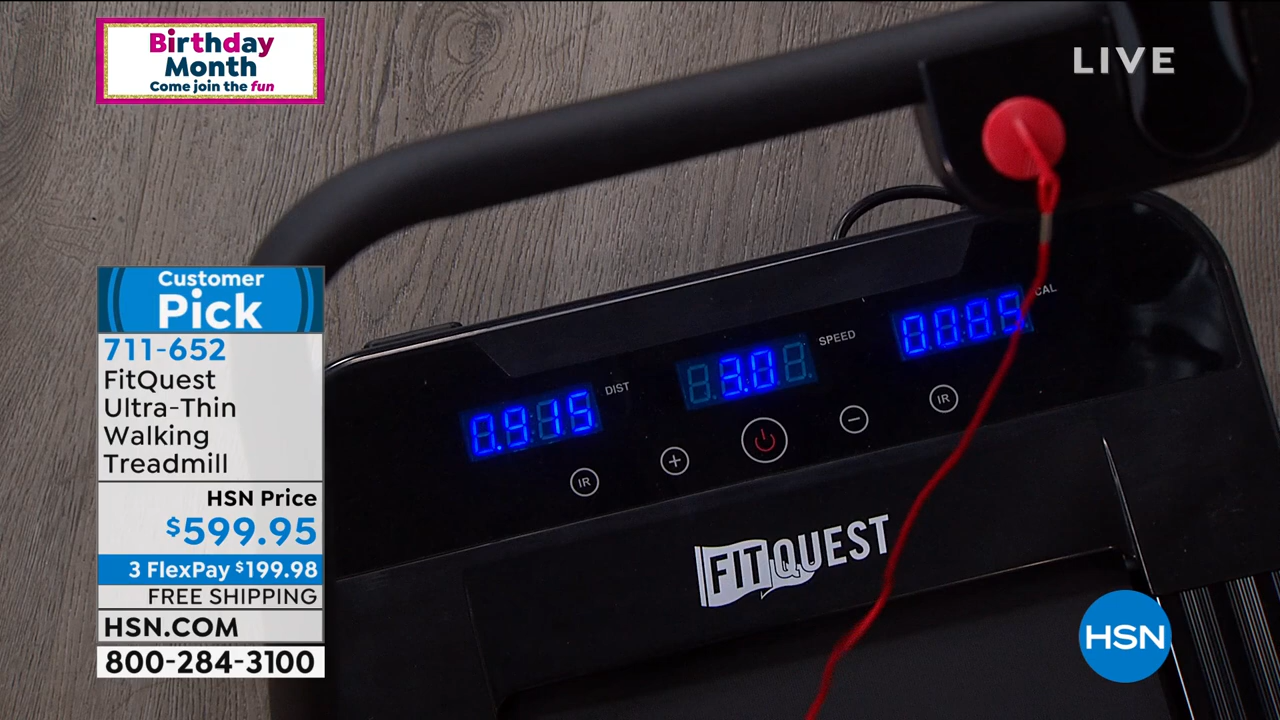 Birthday
Month
Come join the fun
LIVE
Customer
Pick
711-652
FitQuest
Ultra-Thin
Walking
Treadmill
HSN Price
$599.95
3 FlexPay $199.98
FREE SHIPPING
HSN.COM
800-284-3100
DIST
3.0
SPEED
CAL
IR
+
−
IR
FITQUEST
HSN